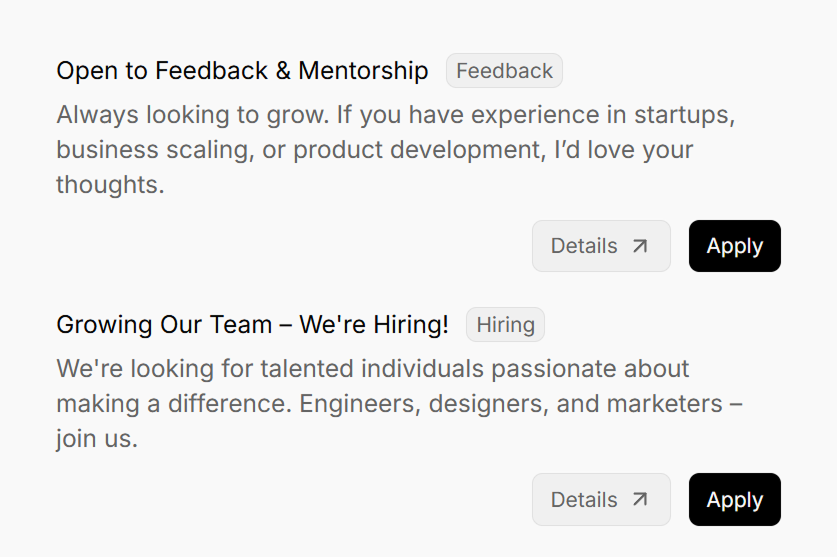 Open to Feedback & Mentorship Feedback
Always looking to grow. If you have experience in startups,
business scaling, or product development, I’d love your
thoughts.
Details Apply
Growing Our Team – We're Hiring! Hiring
We're looking for talented individuals passionate about
making a difference. Engineers, designers, and marketers –
join us.
Details Apply